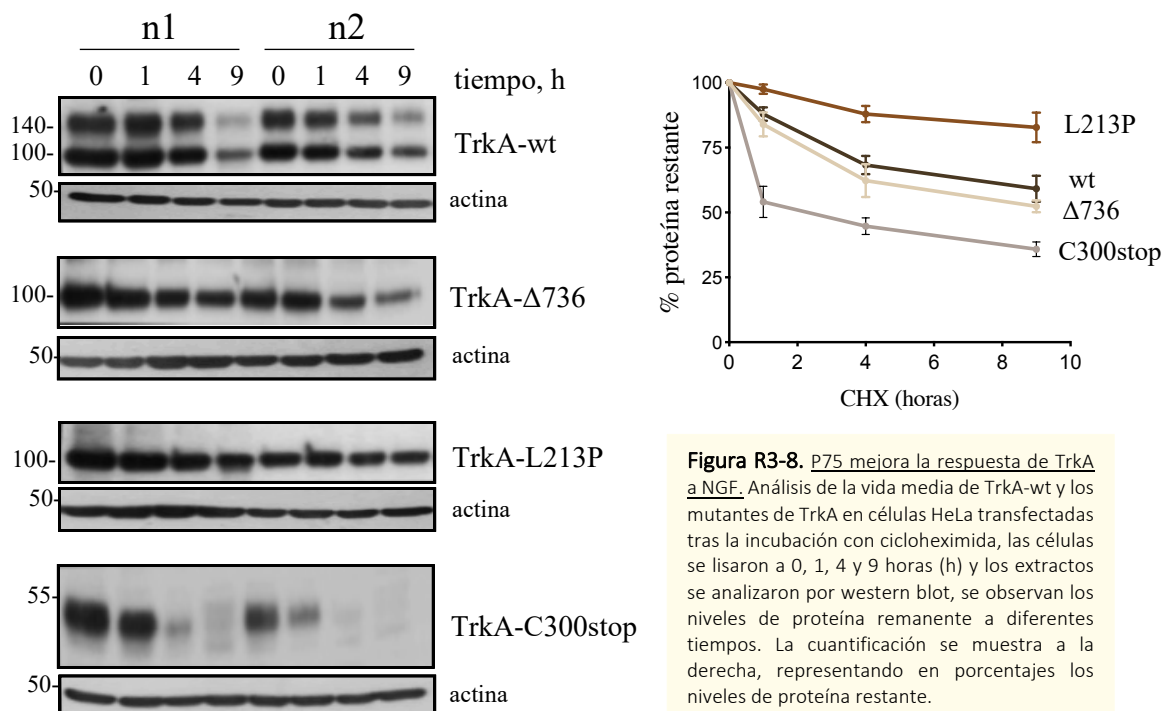 n1 n2
0 1 4 9 0 1 4 9 tiempo, h
140-
100-
TrkA-wt
50-
actina
100-
TrkA-Δ736
50-
actina
100-
TrkA-L213P
50-
actina
55-
TrkA-C300stop
50-
actina
% proteína restante
100
75
50
25
0
0 2 4 6 8 10
CHX (horas)
L213P
wt
Δ736
C300stop
Figura R3-8. P75 mejora la respuesta de TrkA
a NGF. Análisis de la vida media de TrkA-wt y los
mutantes de TrkA en células HeLa transfectadas
tras la incubación con cicloheximida, las células
se lisaron a 0, 1, 4 y 9 horas (h) y los extractos
se analizaron por western blot, se observan los
niveles de proteína remanente a diferentes
tiempos. La cuantificación se muestra a la
derecha, representando en porcentajes los
niveles de proteína restante.